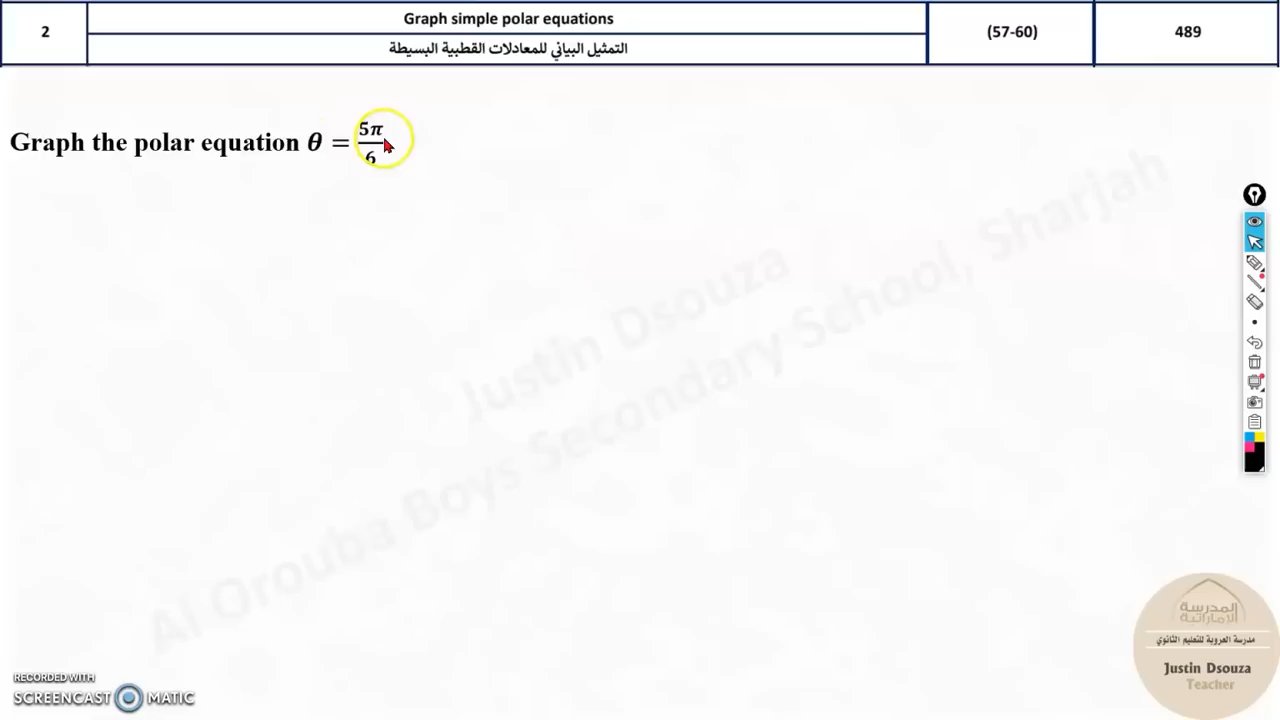 2
Graph simple polar equations
التمثيل البياني للمعادلات القطبية البسيطة
(57-60)
489
Graph the polar equation θ = 5π/6
Justin Dsouza
Al Orouba Boys Secondary School, Sharjah
المدرسة
الإماراتية
مدرسة العروبة للتعليم الثانوي
Justin Dsouza
Teacher
RECORDED WITH
SCREENCAST MATIC